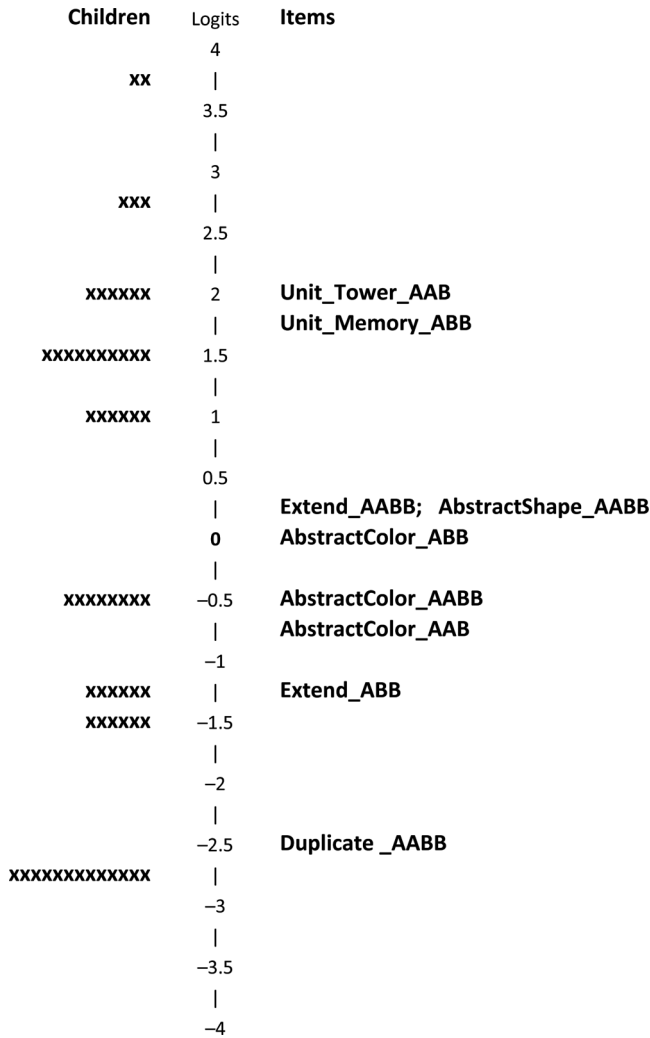 Children Logits Items
4
xx |
3.5
|
3
xxx |
2.5
|
xxxxxx 2 Unit_Tower_AAB
| Unit_Memory_ABB
xxxxxxxxxx 1.5
|
xxxxxx 1
|
0.5
| Extend_AABB; AbstractShape_AABB
0 AbstractColor_ABB
|
xxxxxxxx –0.5 AbstractColor_AABB
| AbstractColor_AAB
–1
xxxxxx | Extend_ABB
xxxxxx –1.5
|
–2
|
–2.5 Duplicate _AABB
xxxxxxxxxxxxx |
–3
|
–3.5
|
–4